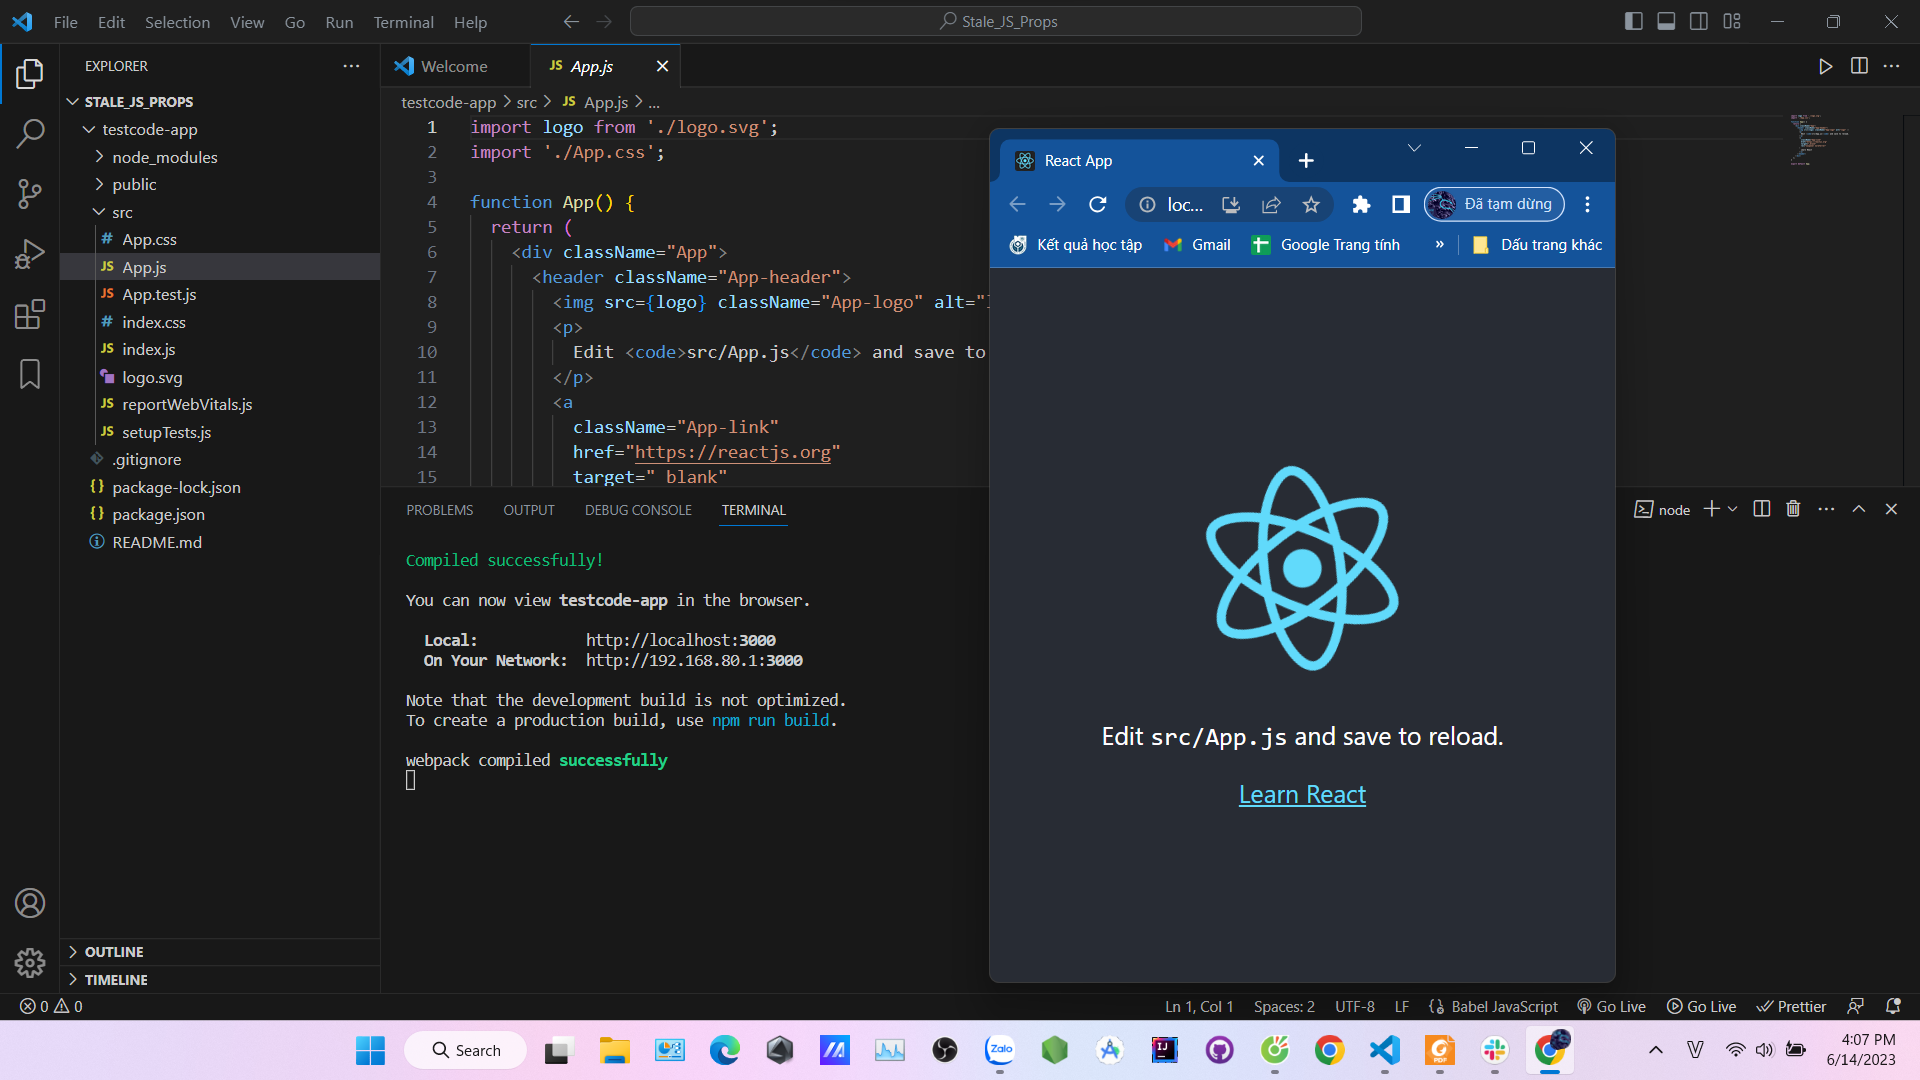 File Edit Selection View Go Run Terminal Help
Stale_JS_Props
EXPLORER
STALE_JS_PROPS
testcode-app
node_modules
public
src
# App.css
JS App.js
JS App.test.js
# index.css
JS index.js
logo.svg
JS reportWebVitals.js
JS setupTests.js
.gitignore
{} package-lock.json
{} package.json
README.md
OUTLINE
TIMELINE
Welcome
JS App.js
testcode-app > src > JS App.js > ...
1 import logo from './logo.svg';
2 import './App.css';
3
4 function App() {
5 return (
6 <div className="App">
7 <header className="App-header">
8 <img src={logo} className="App-logo" alt="l
9 <p>
10 Edit <code>src/App.js</code> and save to
11 </p>
12 <a
13 className="App-link"
14 href="https://reactjs.org"
15 target="_blank"
PROBLEMS OUTPUT DEBUG CONSOLE TERMINAL
node
Compiled successfully!
You can now view testcode-app in the browser.
Local: http://localhost:3000
On Your Network: http://192.168.80.1:3000
Note that the development build is not optimized.
To create a production build, use npm run build.
webpack compiled successfully
React App
loc...
Đã tạm dừng
Kết quả học tập Gmail Google Trang tính » Dấu trang khác
Edit src/App.js and save to reload.
Learn React
0 0
Ln 1, Col 1 Spaces: 2 UTF-8 LF {} Babel JavaScript Go Live Go Live Prettier
Search
Zalo
IJ
PDF
V
4:07 PM
6/14/2023